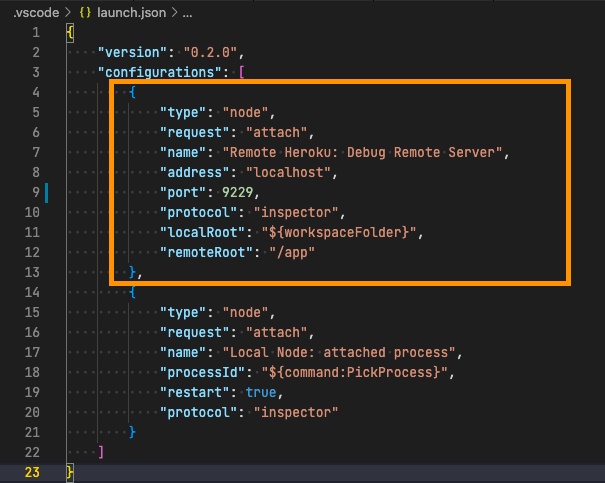 .vscode > {} launch.json > ...
1 {
2 "version": "0.2.0",
3 "configurations": [
4 {
5 "type": "node",
6 "request": "attach",
7 "name": "Remote Heroku: Debug Remote Server",
8 "address": "localhost",
9 "port": 9229,
10 "protocol": "inspector",
11 "localRoot": "${workspaceFolder}",
12 "remoteRoot": "/app"
13 },
14 {
15 "type": "node",
16 "request": "attach",
17 "name": "Local Node: attached process",
18 "processId": "${command:PickProcess}",
19 "restart": true,
20 "protocol": "inspector"
21 }
22 ]
23 }